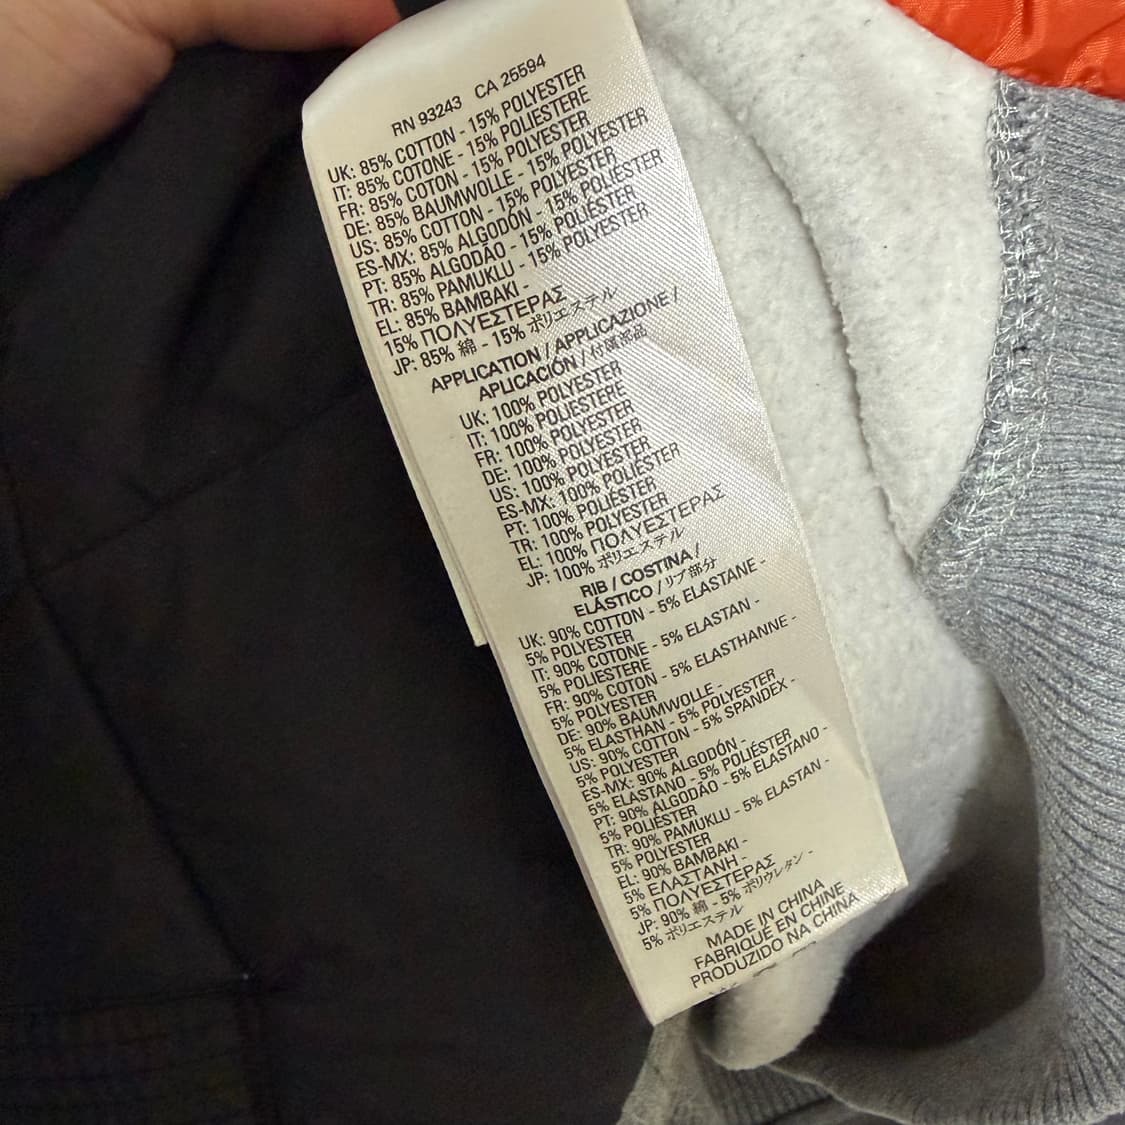 RN 93243 CA 25594
UK: 85% COTTON - 15% POLYESTER
IT: 85% COTONE - 15% POLIESTERE
FR: 85% COTON - 15% POLYESTER
DE: 85% BAUMWOLLE - 15% POLYESTER
US: 85% COTTON - 15% POLYESTER
ES-MX: 85% ALGODÓN - 15% POLIÉSTER
PT: 85% ALGODÃO - 15% POLIÉSTER
TR: 85% PAMUKLU - 15% POLYESTER
EL: 85% BAMBAKI -
15% ΠΟΛΥΕΣΤΕΡΑΣ
JP: 85% 綿 - 15% ポリエステル
APPLICATION / APPLICAZIONE /
APLICACIÓN / 付属部品
UK: 100% POLYESTER
IT: 100% POLIESTERE
FR: 100% POLYESTER
DE: 100% POLYESTER
US: 100% POLYESTER
ES-MX: 100% POLIÉSTER
PT: 100% POLIÉSTER
TR: 100% POLYESTER
EL: 100% ΠΟΛΥΕΣΤΕΡΑΣ
JP: 100% ポリエステル
RIB / COSTINA /
ELÁSTICO / リブ部分
UK: 90% COTTON - 5% ELASTANE -
5% POLYESTER
IT: 90% COTONE - 5% ELASTAN -
5% POLIESTERE
FR: 90% COTON - 5% ELASTHANNE -
5% POLYESTER
DE: 90% BAUMWOLLE -
5% ELASTHAN - 5% POLYESTER
US: 90% COTTON - 5% SPANDEX -
5% POLYESTER
ES-MX: 90% ALGODÓN -
5% ELASTANO - 5% POLIÉSTER
PT: 90% ALGODÃO - 5% ELASTANO -
5% POLIÉSTER
TR: 90% PAMUKLU - 5% ELASTAN -
5% POLYESTER
EL: 90% BAMBAKI -
5% ΕΛΑΣΤΑΝΗ -
5% ΠΟΛΥΕΣΤΕΡΑΣ
JP: 90% 綿 - 5% ポリウレタン -
5% ポリエステル
MADE IN CHINA
FABRIQUÉ EN CHINE
PRODUZIDO NA CHINA